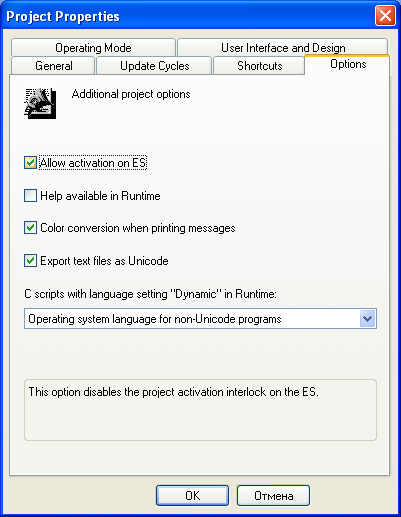 Project Properties
Operating Mode
User Interface and Design
General
Update Cycles
Shortcuts
Options
Additional project options
Allow activation on ES
Help available in Runtime
Color conversion when printing messages
Export text files as Unicode
C scripts with language setting "Dynamic" in Runtime:
Operating system language for non-Unicode programs
This option disables the project activation interlock on the ES.
OK
Отмена